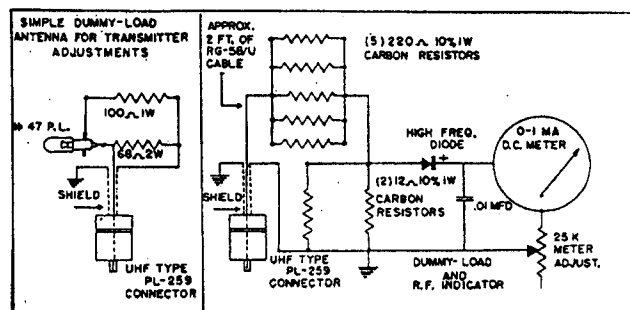 SIMPLE DUMMY-LOAD
ANTENNA FOR TRANSMITTER
ADJUSTMENTS
# 47 P.L.
100Ω 1W
68Ω 2W
SHIELD
UHF TYPE
PL-259
CONNECTOR
APPROX.
2 FT. OF
RG-58/U
CABLE
(5) 220Ω 10% 1W
CARBON
RESISTORS
HIGH FREQ.
DIODE
+
0-1 MA
D.C. METER
(2) 12Ω 10% 1W
CARBON
RESISTORS
.01 MFD
SHIELD
UHF TYPE
PL-259
CONNECTOR
DUMMY-LOAD
AND
R.F. INDICATOR
25 K
METER
ADJUST.